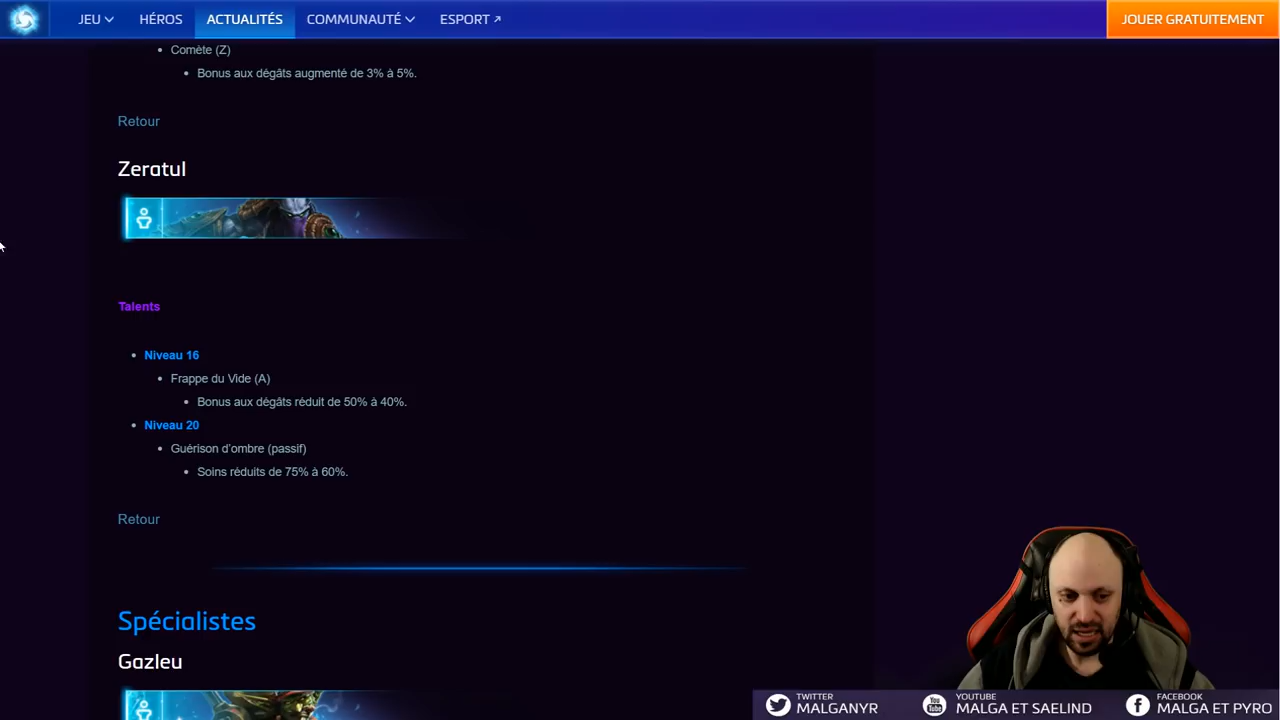 JEU HÉROS ACTUALITÉS COMMUNAUTÉ ESPORT JOUER GRATUITEMENT
Comète (Z)
Bonus aux dégâts augmenté de 3% à 5%.
Retour
Zeratul
Talents
Niveau 16
Frappe du Vide (A)
Bonus aux dégâts réduit de 50% à 40%.
Niveau 20
Guérison d'ombre (passif)
Soins réduits de 75% à 60%.
Retour
Spécialistes
Gazleu
TWITTER
MALGANYR
YOUTUBE
MALGA ET SAELIND
FACEBOOK
MALGA ET PYRO